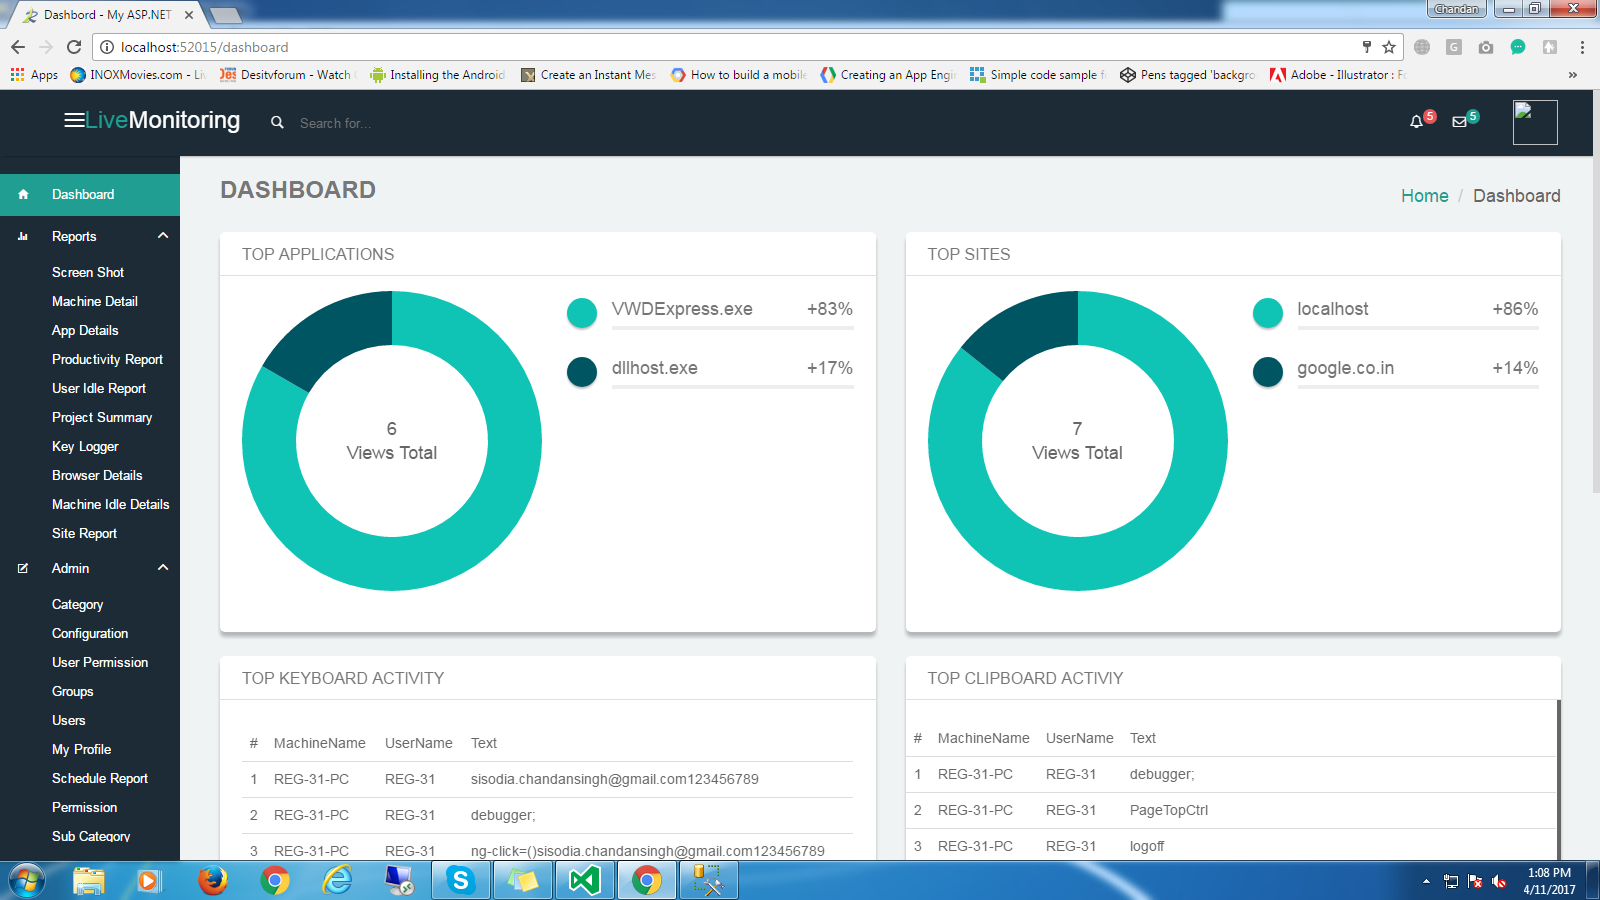 Dashbord - My ASP.NET
Chandan
localhost:52015/dashboard
Apps INOXMovies.com - Liv Desitvforum - Watch Installing the Android Create an Instant Mes How to build a mobile Creating an App Engi Simple code sample f Pens tagged 'backgro Adobe - Illustrator : Fo »
LiveMonitoring Search for... 5 5
Dashboard
Reports
Screen Shot
Machine Detail
App Details
Productivity Report
User Idle Report
Project Summary
Key Logger
Browser Details
Machine Idle Details
Site Report
Admin
Category
Configuration
User Permission
Groups
Users
My Profile
Schedule Report
Permission
Sub Category
DASHBOARD
Home / Dashboard
TOP APPLICATIONS
6
Views Total
VWDExpress.exe +83%
dllhost.exe +17%
TOP SITES
7
Views Total
localhost +86%
google.co.in +14%
TOP KEYBOARD ACTIVITY
# MachineName UserName Text
1 REG-31-PC REG-31 sisodia.chandansingh@gmail.com123456789
2 REG-31-PC REG-31 debugger;
3 REG-31-PC REG-31 ng-click=()sisodia.chandansingh@gmail.com123456789
TOP CLIPBOARD ACTIVIY
# MachineName UserName Text
1 REG-31-PC REG-31 debugger;
2 REG-31-PC REG-31 PageTopCtrl
3 REG-31-PC REG-31 logoff
1:08 PM
4/11/2017